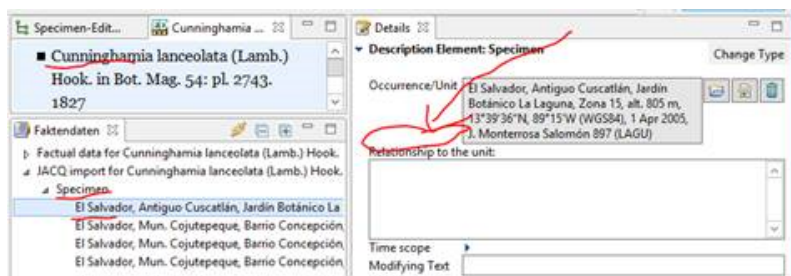 Specimen-Edit...
Cunninghamia ...
Cunninghamia lanceolata (Lamb.)
Hook. in Bot. Mag. 54: pl. 2743.
1827
Faktendaten
Factual data for Cunninghamia lanceolata (Lamb.) Hook.
JACQ import for Cunninghamia lanceolata (Lamb.) Hook.
Specimen
El Salvador, Antiguo Cuscatlán, Jardín Botánico La
El Salvador, Mun. Cojutepeque, Barrio Concepción,
El Salvador, Mun. Cojutepeque, Barrio Concepción,
El Salvador, Mun. Cojutepeque, Barrio Concepción,
Details
Description Element: Specimen
Change Type
Occurrence/Unit
El Salvador, Antiguo Cuscatlán, Jardín
Botánico La Laguna, Zona 15, alt. 805 m,
13°39'36"N, 89°15'W (WGS84), 1 Apr 2005,
J. Monterrosa Salomón 897 (LAGU)
Relationship to the unit:
Time scope
Modifying Text